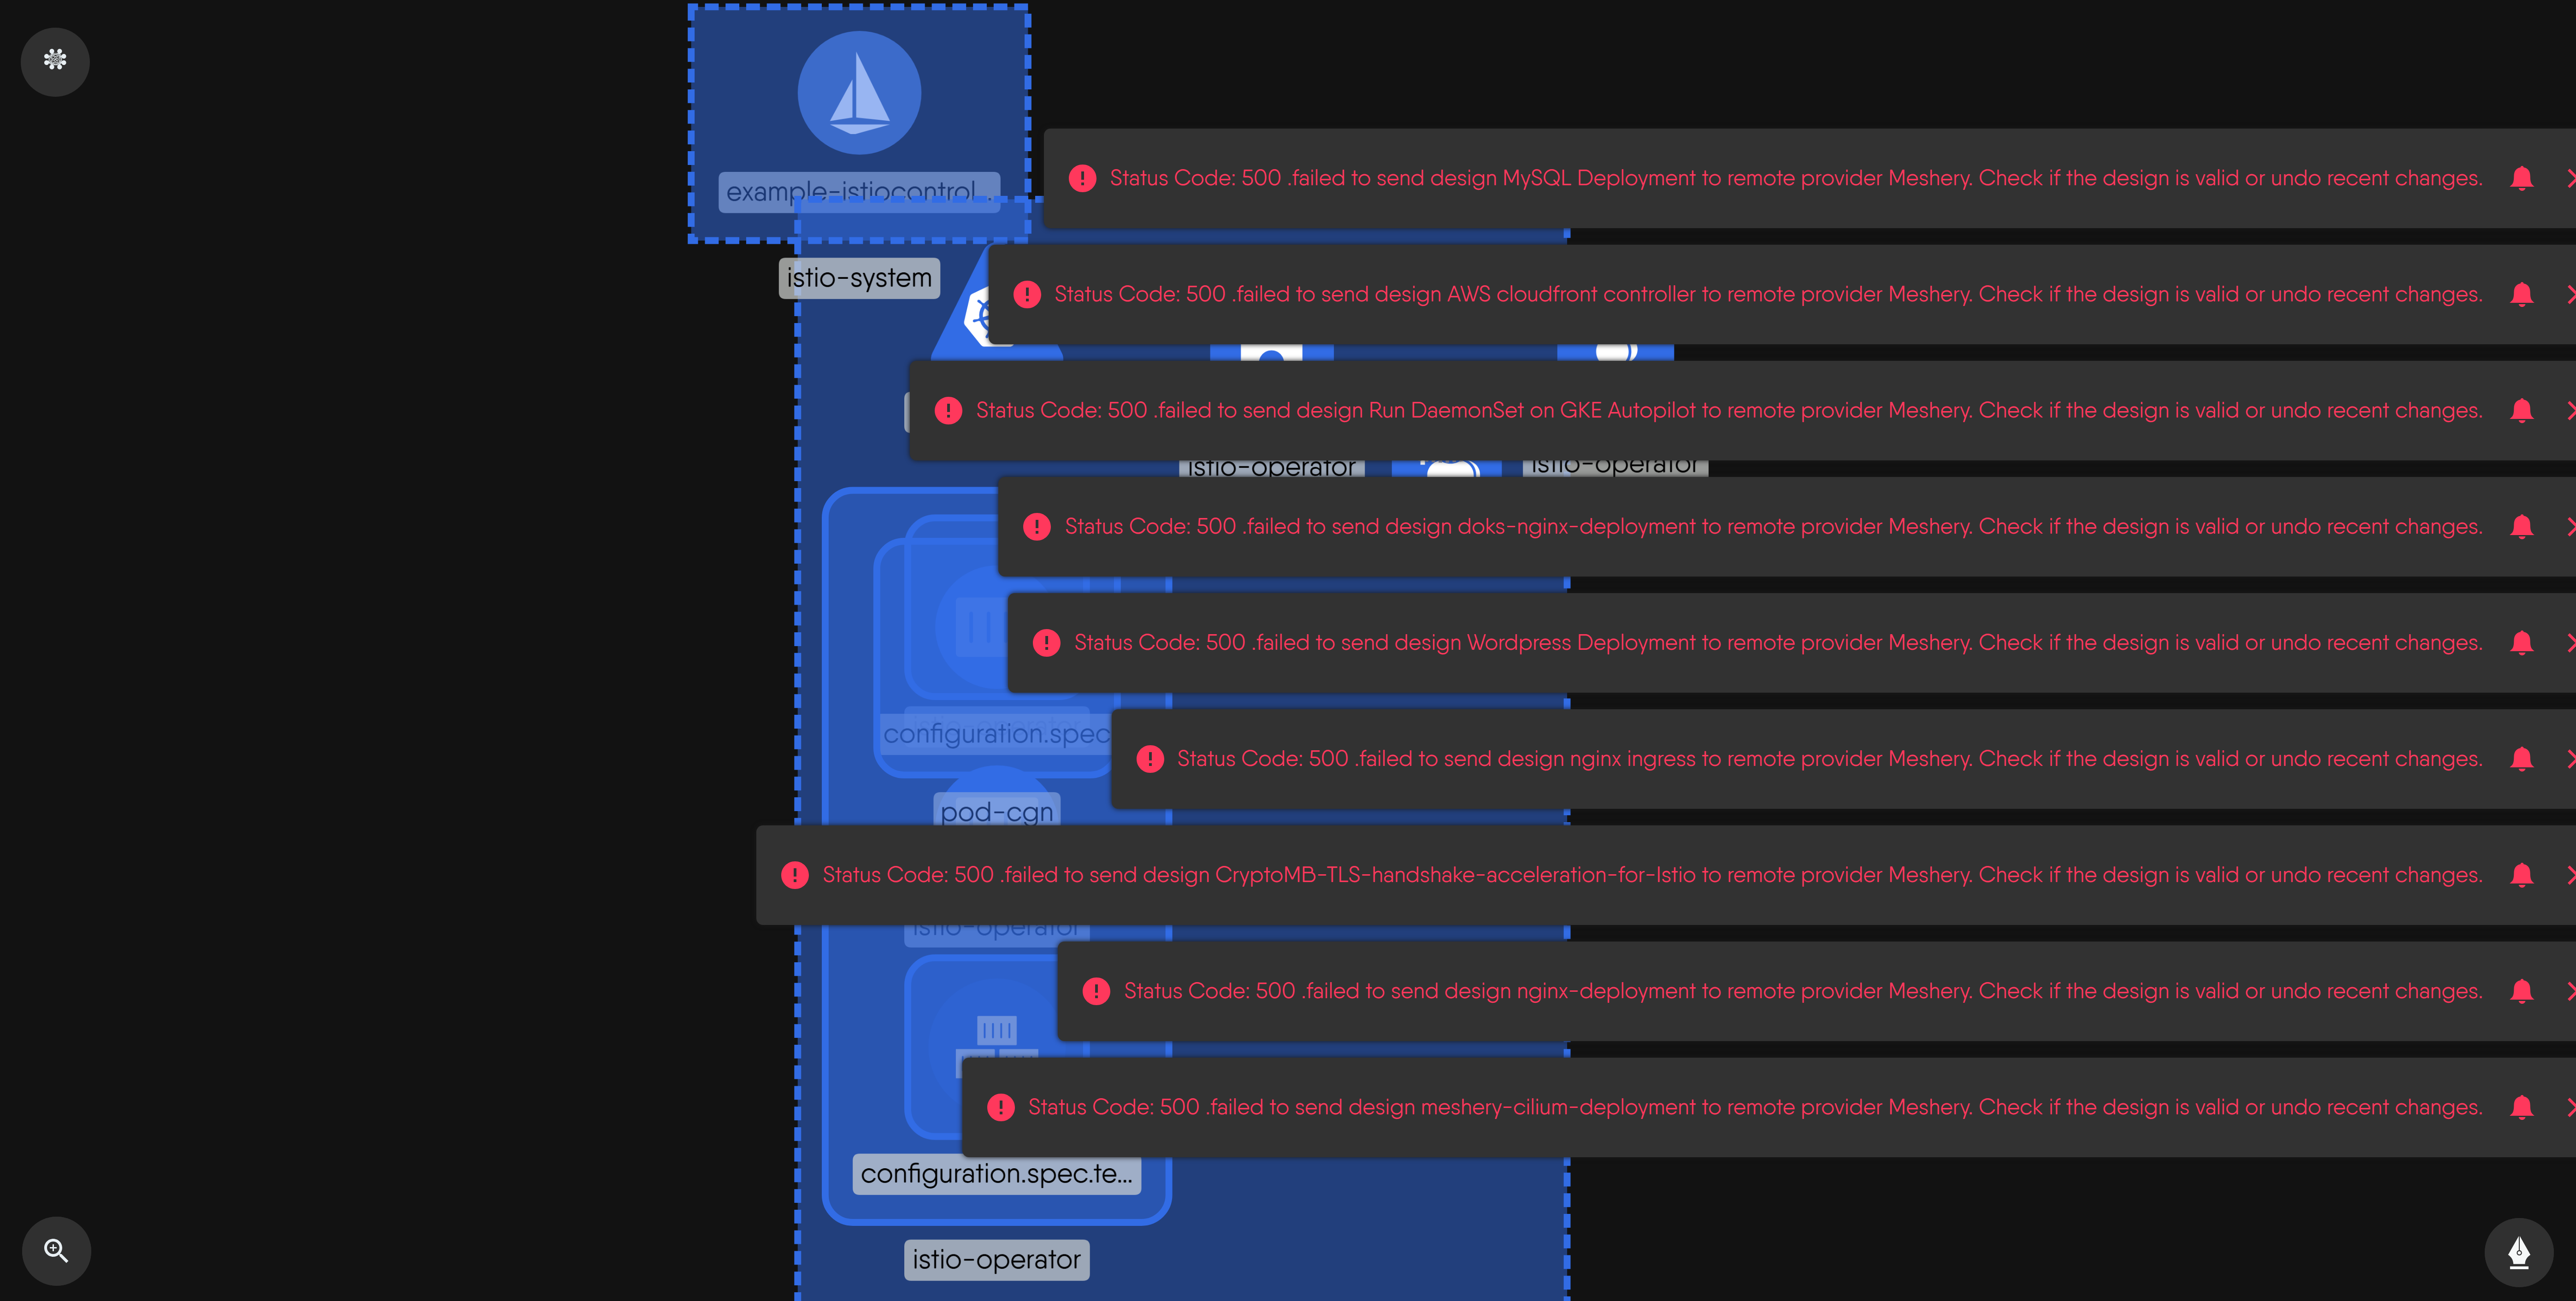 example-istiocontrol...
Status Code: 500 .failed to send design MySQL Deployment to remote provider Meshery. Check if the design is valid or undo recent changes.
istio-system
Status Code: 500 .failed to send design AWS cloudfront controller to remote provider Meshery. Check if the design is valid or undo recent changes.
Status Code: 500 .failed to send design Run DaemonSet on GKE Autopilot to remote provider Meshery. Check if the design is valid or undo recent changes.
istio-operator
istio-operator
Status Code: 500 .failed to send design doks-nginx-deployment to remote provider Meshery. Check if the design is valid or undo recent changes.
Status Code: 500 .failed to send design Wordpress Deployment to remote provider Meshery. Check if the design is valid or undo recent changes.
istio-operator
configuration.spec
Status Code: 500 .failed to send design nginx ingress to remote provider Meshery. Check if the design is valid or undo recent changes.
pod-cgn
Status Code: 500 .failed to send design CryptoMB-TLS-handshake-acceleration-for-Istio to remote provider Meshery. Check if the design is valid or undo recent changes.
istio-operator
Status Code: 500 .failed to send design nginx-deployment to remote provider Meshery. Check if the design is valid or undo recent changes.
Status Code: 500 .failed to send design meshery-cilium-deployment to remote provider Meshery. Check if the design is valid or undo recent changes.
configuration.spec.te...
istio-operator